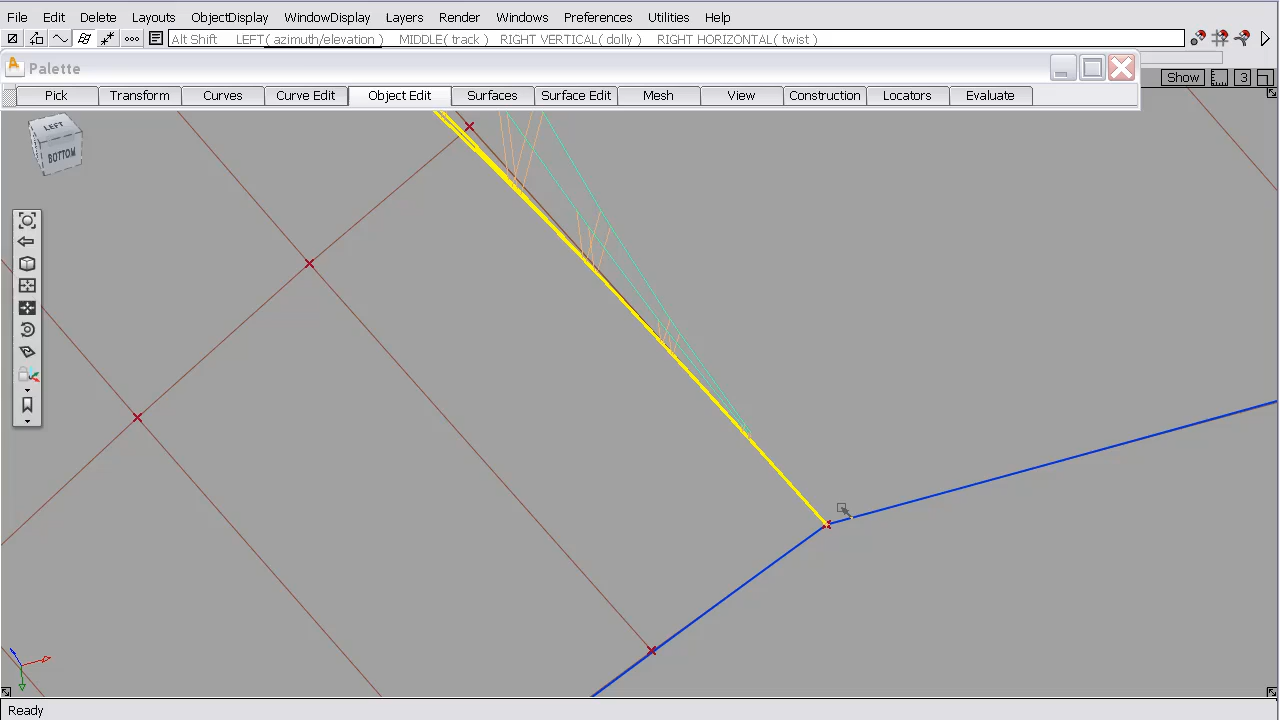 File Edit Delete Layouts ObjectDisplay WindowDisplay Layers Render Windows Preferences Utilities Help
Alt Shift LEFT( azimuth/elevation ) MIDDLE( track ) RIGHT VERTICAL( dolly ) RIGHT HORIZONTAL( twist )
Palette
Show 3
Pick Transform Curves Curve Edit Object Edit Surfaces Surface Edit Mesh View Construction Locators Evaluate
LEFT
BOTTOM
Ready